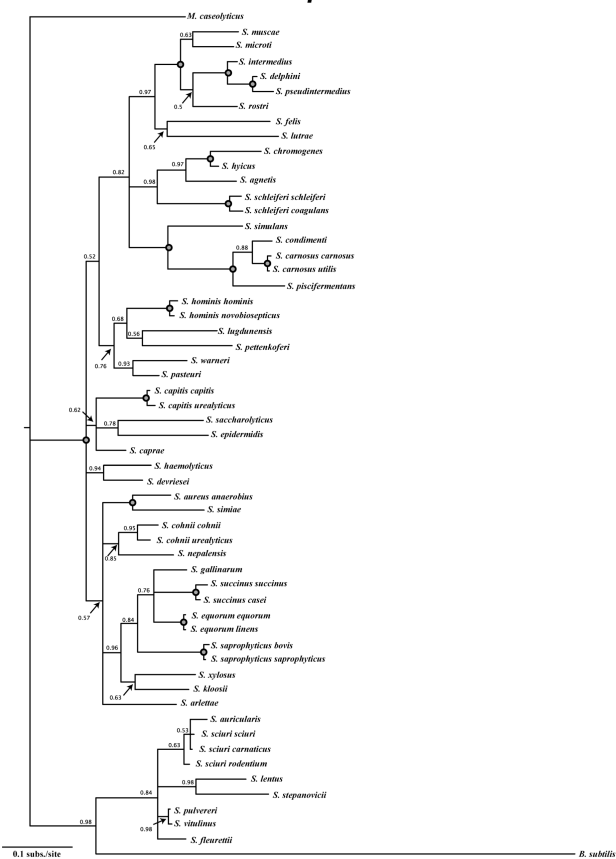 M. caseolyticus
S. muscae
0.63
S. microti
S. intermedius
S. delphini
0.97
S. pseudintermedius
0.5
S. rostri
S. felis
0.65
S. lutrae
S. chromogenes
0.97
S. hyicus
0.82
0.98
S. agnetis
S. schleiferi schleiferi
S. schleiferi coagulans
S. simulans
S. condimenti
0.88
S. carnosus carnosus
0.52
S. carnosus utilis
S. piscifermentans
S. hominis hominis
0.68
S. hominis novobiosepticus
S. lugdunensis
0.56
S. pettenkoferi
0.76
0.93
S. warneri
S. pasteuri
S. capitis capitis
0.62
S. capitis urealyticus
S. saccharolyticus
0.78
S. epidermidis
S. caprae
0.94
S. haemolyticus
S. devriesei
S. aureus anaerobius
S. simiae
0.95
S. cohnii cohnii
S. cohnii urealyticus
0.85
S. nepalensis
S. gallinarum
0.76
S. succinus succinus
S. succinus casei
0.57
S. equorum equorum
0.84
S. equorum linens
S. saprophyticus bovis
0.96
S. saprophyticus saprophyticus
S. xylosus
0.63
S. kloosii
S. arlettae
S. auricularis
0.53
S. sciuri sciuri
0.63
S. sciuri carnaticus
S. sciuri rodentium
0.98
S. lentus
0.84
S. stepanovicii
S. pulvereri
0.98
0.98
S. vitulinus
S. fleurettii
0.1 subs./site
B. subtilis